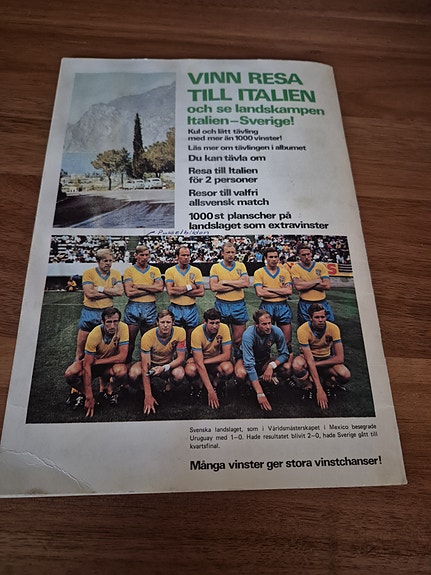 VINN RESA
TILL ITALIEN
och se landskampen
Italien–Sverige!
Kul och lätt tävling
med mer än 1000 vinster!
Läs mer om tävlingen i albumet
Du kan tävla om
Resa till Italien
för 2 personer
Resor till valfri
allsvensk match
1000 st planscher på
landslaget som extravinster
Pusselbilden
Svenska landslaget, som i Världsmästerskapet i Mexico besegrade
Uruguay med 1–0. Hade resultatet blivit 2–0, hade Sverige gått till
kvartsfinal.
Många vinster ger stora vinstchanser!